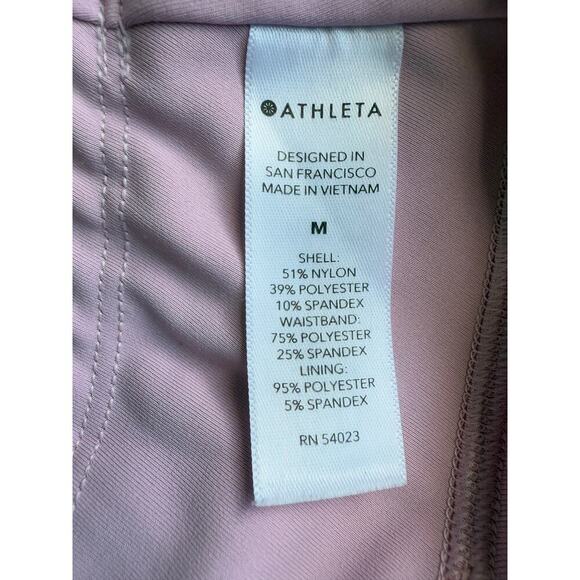 ATHLETA
DESIGNED IN
SAN FRANCISCO
MADE IN VIETNAM
M
SHELL:
51% NYLON
39% POLYESTER
10% SPANDEX
WAISTBAND:
75% POLYESTER
25% SPANDEX
LINING:
95% POLYESTER
5% SPANDEX
RN 54023